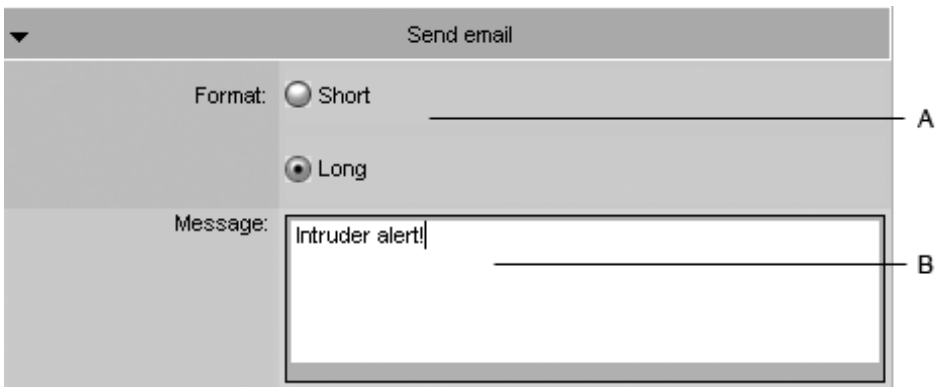 Send email
Format: Short
A
Long
Message:
Intruder alert!
B